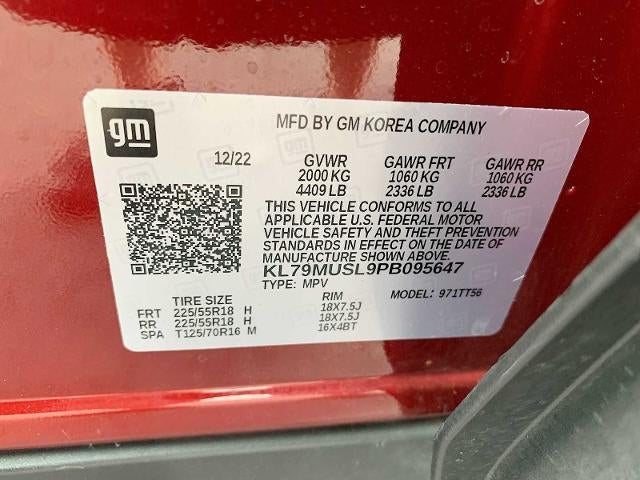 gm
MFD BY GM KOREA COMPANY
12/22 GVWR GAWR FRT GAWR RR
2000 KG 1060 KG 1060 KG
4409 LB 2336 LB 2336 LB
THIS VEHICLE CONFORMS TO ALL
APPLICABLE U.S. FEDERAL MOTOR
VEHICLE SAFETY AND THEFT PREVENTION
STANDARDS IN EFFECT ON THE DATE OF
MANUFACTURE SHOWN ABOVE.
KL79MUSL9PB095647
TYPE: MPV MODEL: 971TT56
TIRE SIZE RIM
FRT 225/55R18 H 18X7.5J
RR 225/55R18 H 18X7.5J
SPA T125/70R16 M 16X4BT